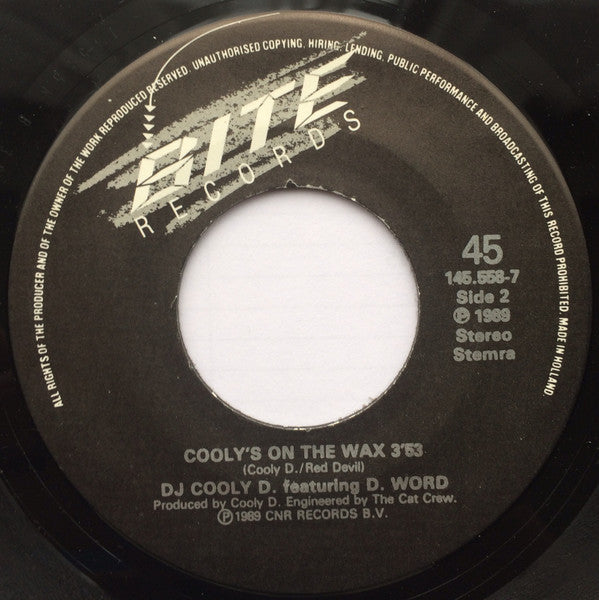 ALL RIGHTS OF THE PRODUCER AND OF THE OWNER OF THE WORK REPRODUCED RESERVED. UNAUTHORISED COPYING, HIRING, LENDING, PUBLIC PERFORMANCE AND BROADCASTING OF THIS RECORD PROHIBITED. MADE IN HOLLAND.
BITE
RECORDS
45
145.558-7
Side 2
℗ 1989
Stereo
Stemra
COOLY'S ON THE WAX 3'53
(Cooly D./Red Devil)
DJ COOLY D. featuring D. WORD
Produced by Cooly D. Engineered by The Cat Crew.
℗ 1989 CNR RECORDS B.V.